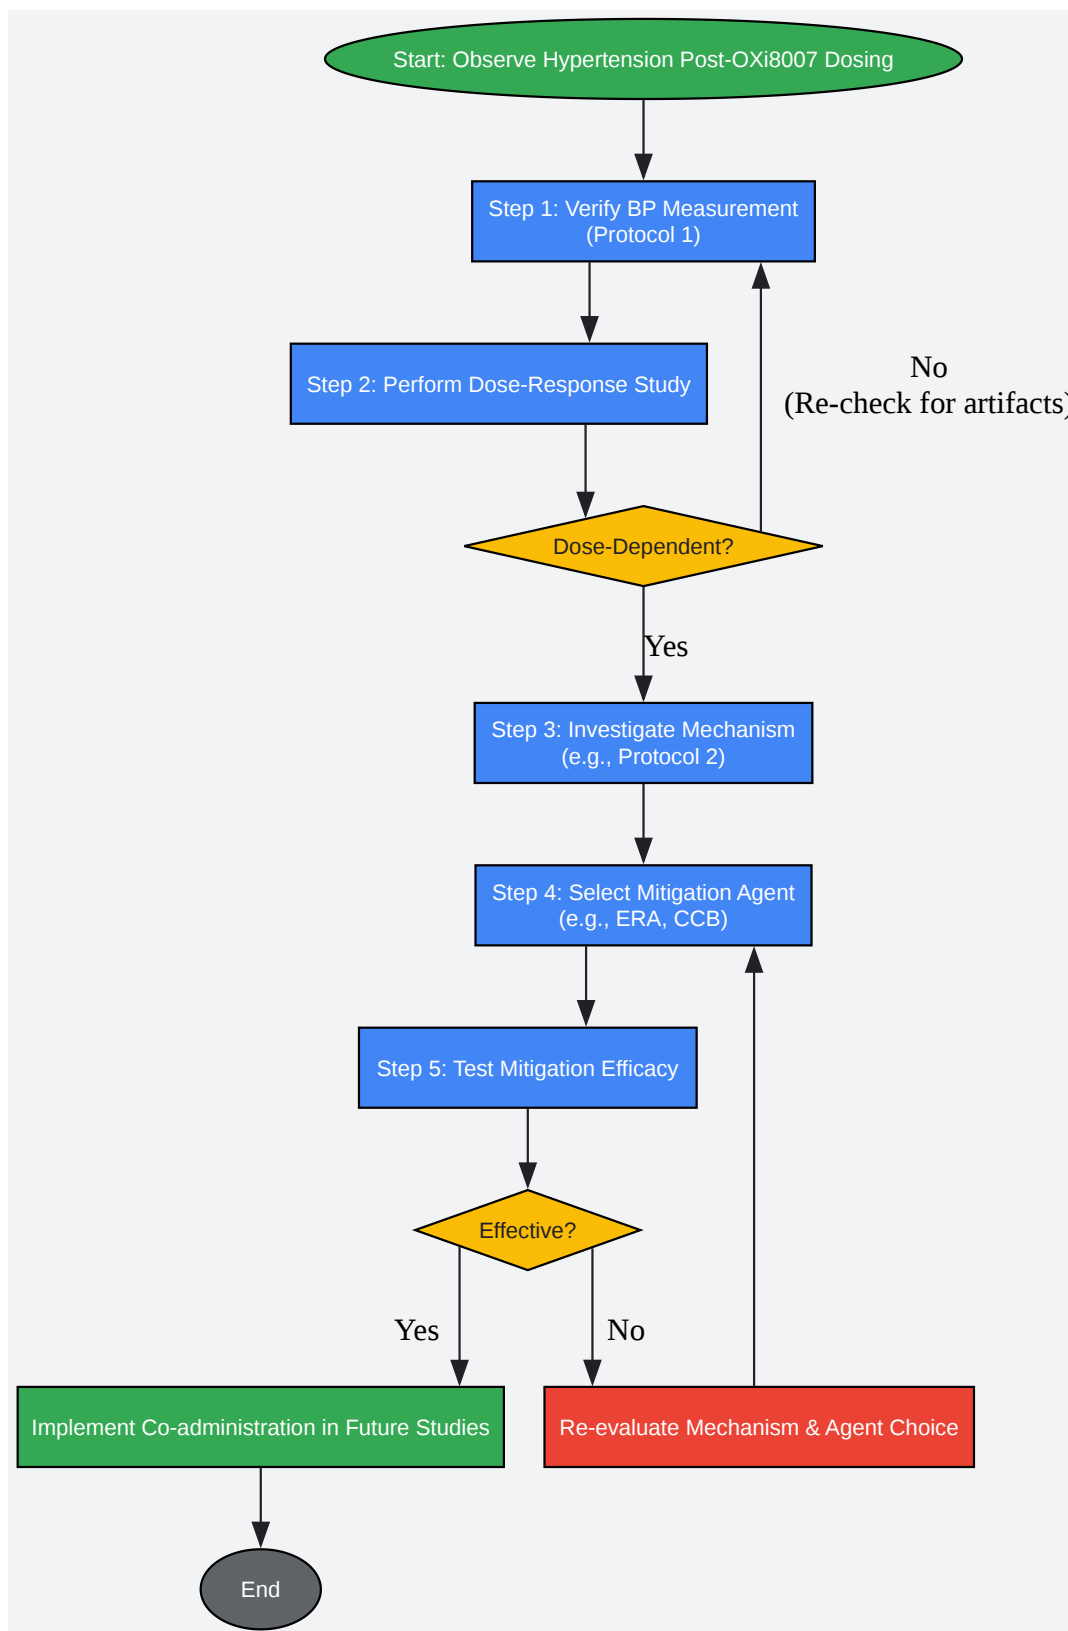 Start: Observe Hypertension Post-OXi8007 Dosing
Step 1: Verify BP Measurement
(Protocol 1)
Step 2: Perform Dose-Response Study
No
(Re-check for artifacts)
Dose-Dependent?
Yes
Step 3: Investigate Mechanism
(e.g., Protocol 2)
Step 4: Select Mitigation Agent
(e.g., ERA, CCB)
Step 5: Test Mitigation Efficacy
Effective?
Yes
No
Implement Co-administration in Future Studies
Re-evaluate Mechanism & Agent Choice
End